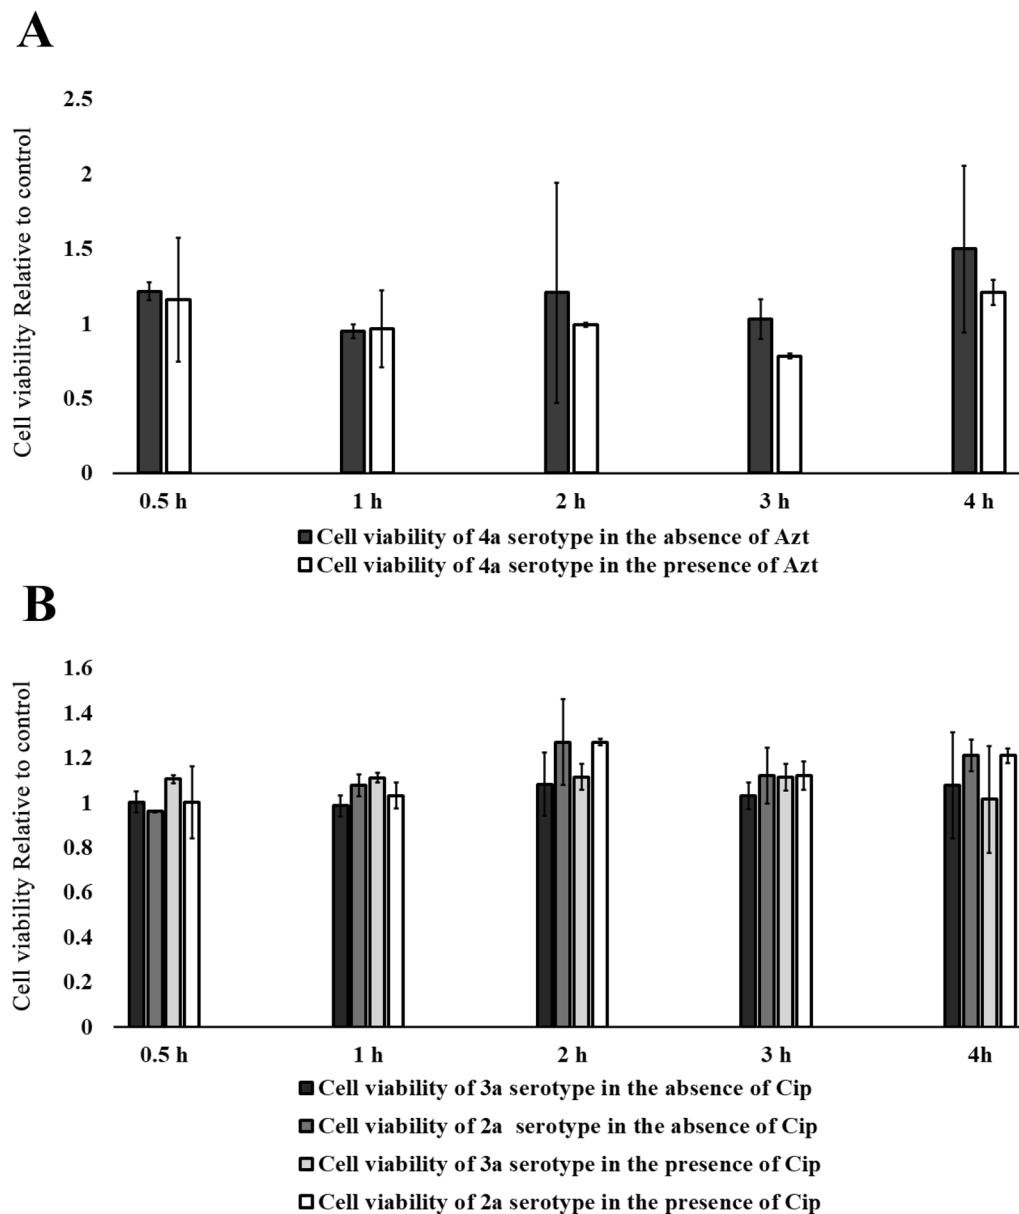 A
Cell viability Relative to control
2.5
2
1.5
1
0.5
0
0.5 h 1 h 2 h 3 h 4 h
Cell viability of 4a serotype in the absence of Azt
Cell viability of 4a serotype in the presence of Azt
B
Cell viability Relative to control
1.6
1.4
1.2
1
0.8
0.6
0.4
0.2
0
0.5 h 1 h 2 h 3 h 4h
Cell viability of 3a serotype in the absence of Cip
Cell viability of 2a serotype in the absence of Cip
Cell viability of 3a serotype in the presence of Cip
Cell viability of 2a serotype in the presence of Cip